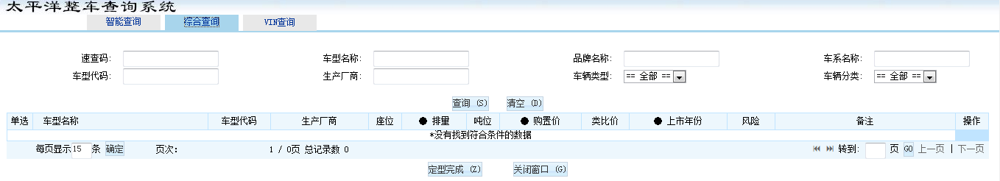 太平洋整车查询系统
智能查询 综合查询 VIN查询
速查码： 车型名称： 品牌名称： 车系名称：
车型代码： 生产厂商： 车辆类型： == 全部 == 车辆分类： == 全部 ==
查询 (S) 清空 (D)
单选 车型名称 车型代码 生产厂商 座位 ● 排量 吨位 ● 购置价 类比价 ● 上市年份 风险 备注 操作
*没有找到符合条件的数据
每页显示15条 确定 页次： 1 / 0页 总记录数 0 转到： 页 GO 上一页 | 下一页
定型完成 (Z) 关闭窗口 (G)